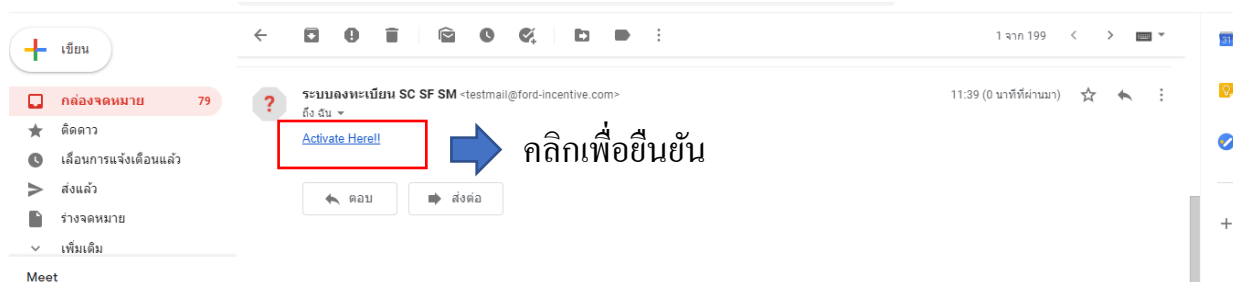 เขียน
1 จาก 199
กล่องจดหมาย 79
ระบบลงทะเบียน SC SF SM <testmail@ford-incentive.com>
11:39 (0 นาทีที่ผ่านมา)
ถึง ฉัน
ติดดาว
Activate Here!!
คลิกเพื่อยืนยัน
เลื่อนการแจ้งเตือนแล้ว
ส่งแล้ว
ตอบ
ส่งต่อ
ร่างจดหมาย
เพิ่มเติม
Meet
31